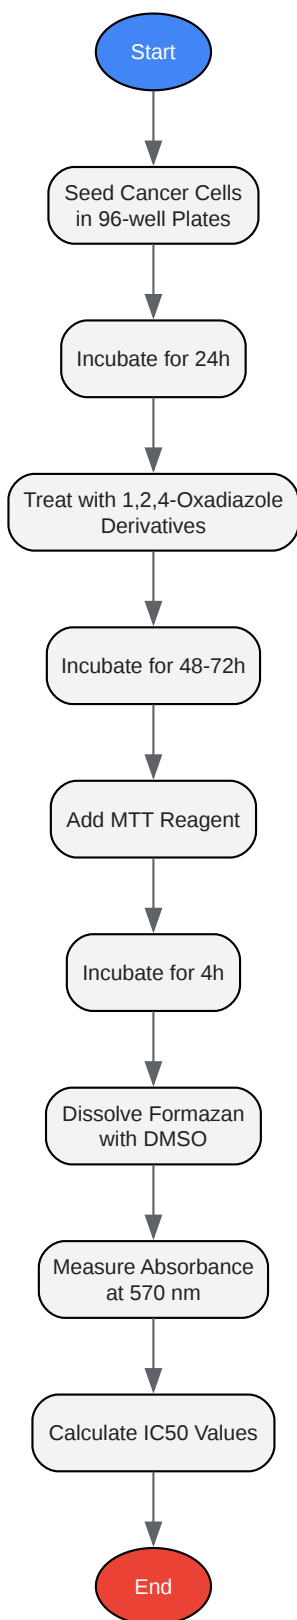 Start
Seed Cancer Cells
in 96-well Plates
Incubate for 24h
Treat with 1,2,4-Oxadiazole
Derivatives
Incubate for 48-72h
Add MTT Reagent
Incubate for 4h
Dissolve Formazan
with DMSO
Measure Absorbance
at 570 nm
Calculate IC50 Values
End